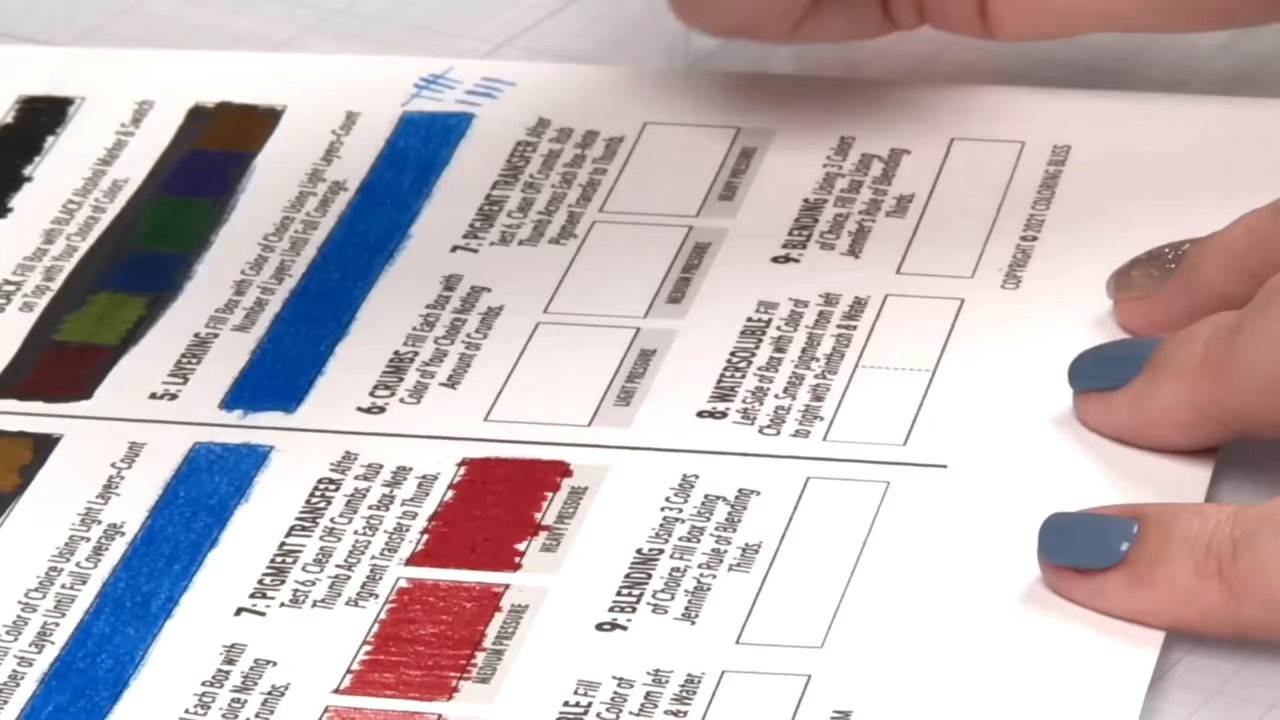 BLACK Fill Box with BLACK Alcohol Marker & Swatch
on Top with Your Choice of Colors.
5: LAYERING Fill Box with Color of Choice Using Light Layers-Count
Number of Layers Until Full Coverage.
6: CRUMBS Fill Each Box with
Color of Your Choice Noting
Amount of Crumbs.
LIGHT PRESSURE
MEDIUM PRESSURE
HEAVY PRESSURE
7: PIGMENT TRANSFER After
Test 6, Clean Off Crumbs. Rub
Thumb Across Each Box-Note
Pigment Transfer to Thumb.
8: WATERSOLUBLE Fill
Left Side of Box with Color of
Choice. Smear pigment from left
to right with Paintbrush & Water.
9: BLENDING Using 3 Colors
of Choice. Fill Box Using
Jennifer's Rule of Blending
Thirds.
COPYRIGHT © 2021 COLORING BLISS
Color of Choice Using Light Layers-Count
Number of Layers Until Full Coverage.
Each Box with
Noting
7: PIGMENT TRANSFER After
Test 6, Clean Off Crumbs. Rub
Thumb Across Each Box-Note
Pigment Transfer to Thumb.
MEDIUM PRESSURE
HEAVY PRESSURE
Fill
Color of
from left
& Water.
9: BLENDING Using 3 Colors
of Choice. Fill Box Using
Jennifer's Rule of Blending
Thirds.